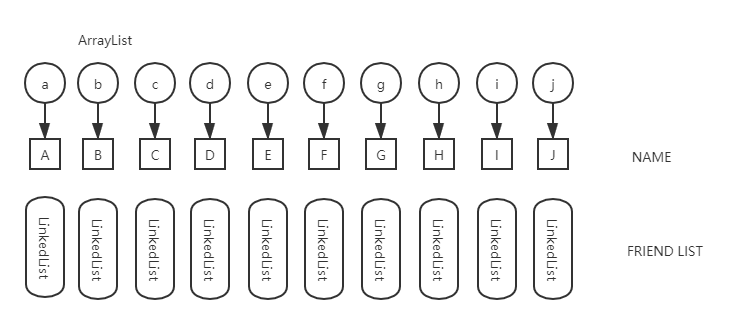 ArrayList
a b c d e f g h i j
A B C D E F G H I J
NAME
LinkedList LinkedList LinkedList LinkedList LinkedList LinkedList LinkedList LinkedList LinkedList LinkedList
FRIEND LIST